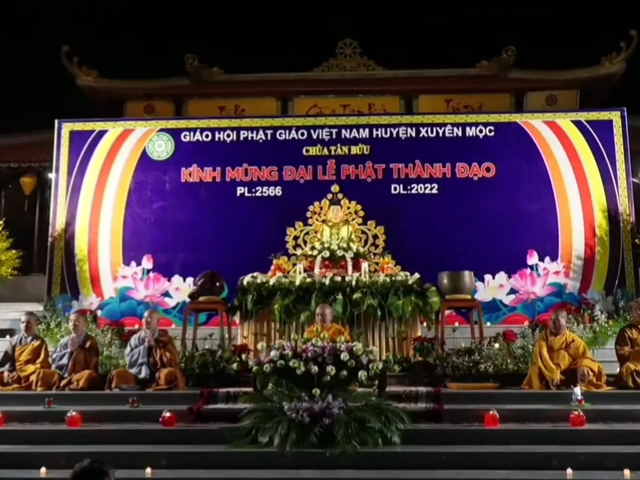 GIÁO HỘI PHẬT GIÁO VIỆT NAM HUYỆN XUYÊN MỘC
CHÙA TÂN BỬU
KÍNH MỪNG ĐẠI LỄ PHẬT THÀNH ĐẠO
PL:2566 DL:2022